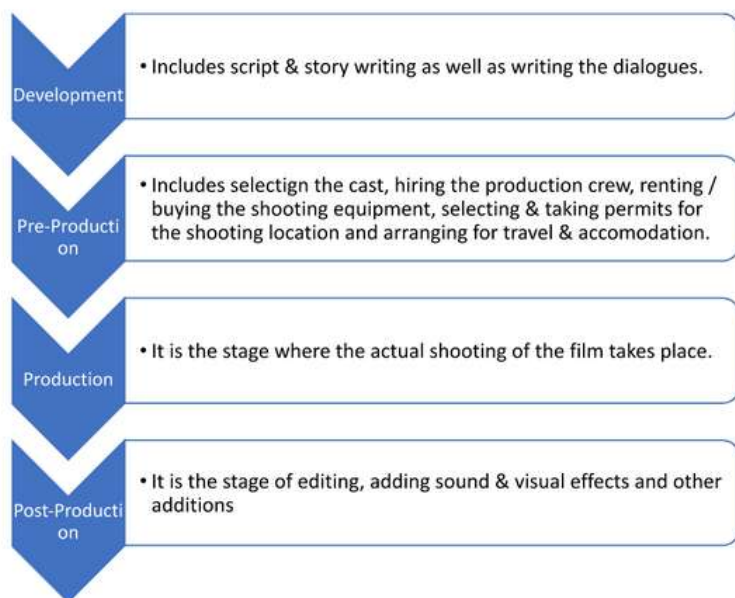 Development
• Includes script & story writing as well as writing the dialogues.
Pre-Producti
on
• Includes selectign the cast, hiring the production crew, renting /
buying the shooting equipment, selecting & taking permits for
the shooting location and arranging for travel & accomodation.
Production
• It is the stage where the actual shooting of the film takes place.
Post-Producti
on
• It is the stage of editing, adding sound & visual effects and other
additions